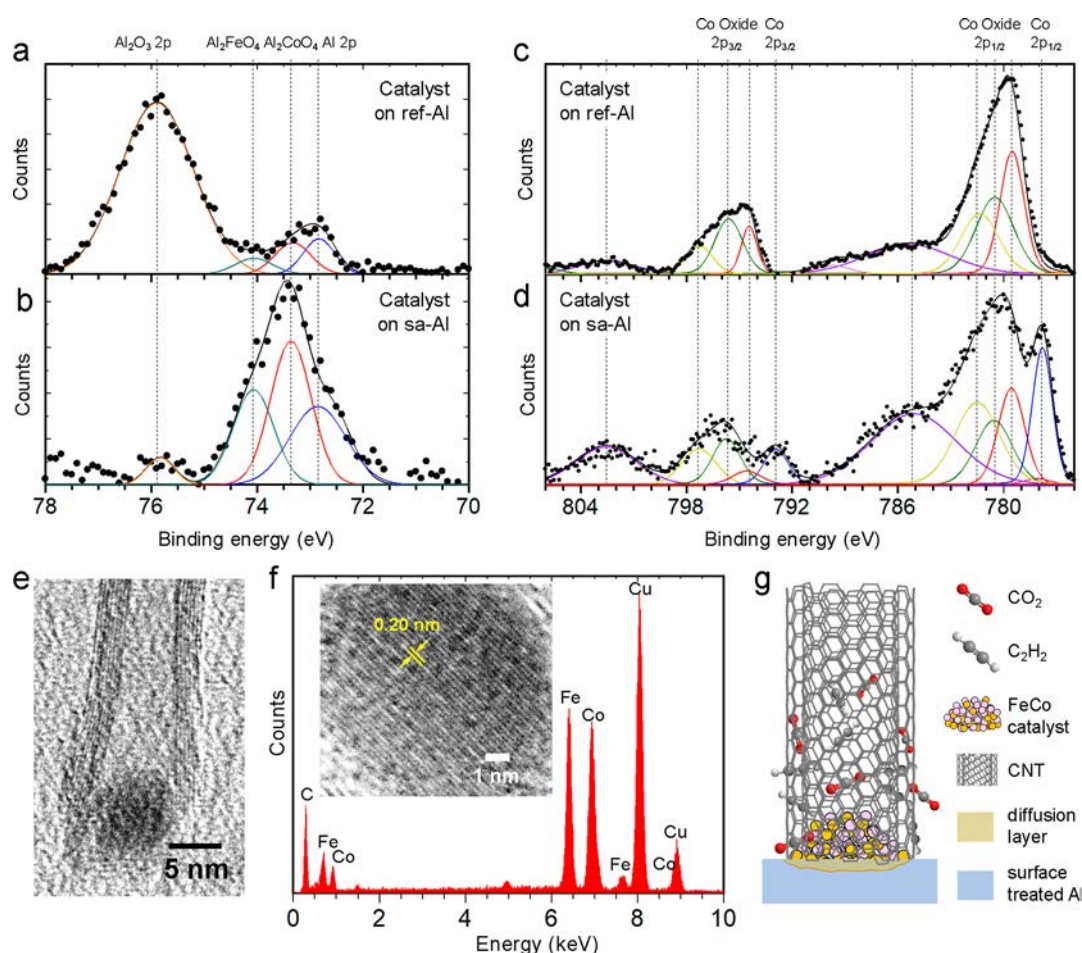 a
Al₂O₃ 2p
Al₂FeO₄ Al₂CoO₄ Al 2p
Catalyst
on ref-Al
Counts
b
Catalyst
on sa-Al
Counts
78 76 74 72 70
Binding energy (eV)
c
Co Oxide
2p3/2
Co
2p3/2
Co Oxide
2p1/2
Co
2p1/2
Catalyst
on ref-Al
Counts
d
Catalyst
on sa-Al
Counts
804 798 792 786 780
Binding energy (eV)
e
5 nm
f
Counts
0.20 nm
1 nm
C
Fe
Co
Fe
Co
Fe
Cu
Co
Cu
0 2 4 6 8 10
Energy (keV)
g
CO₂
C₂H₂
FeCo
catalyst
CNT
diffusion
layer
surface
treated Al